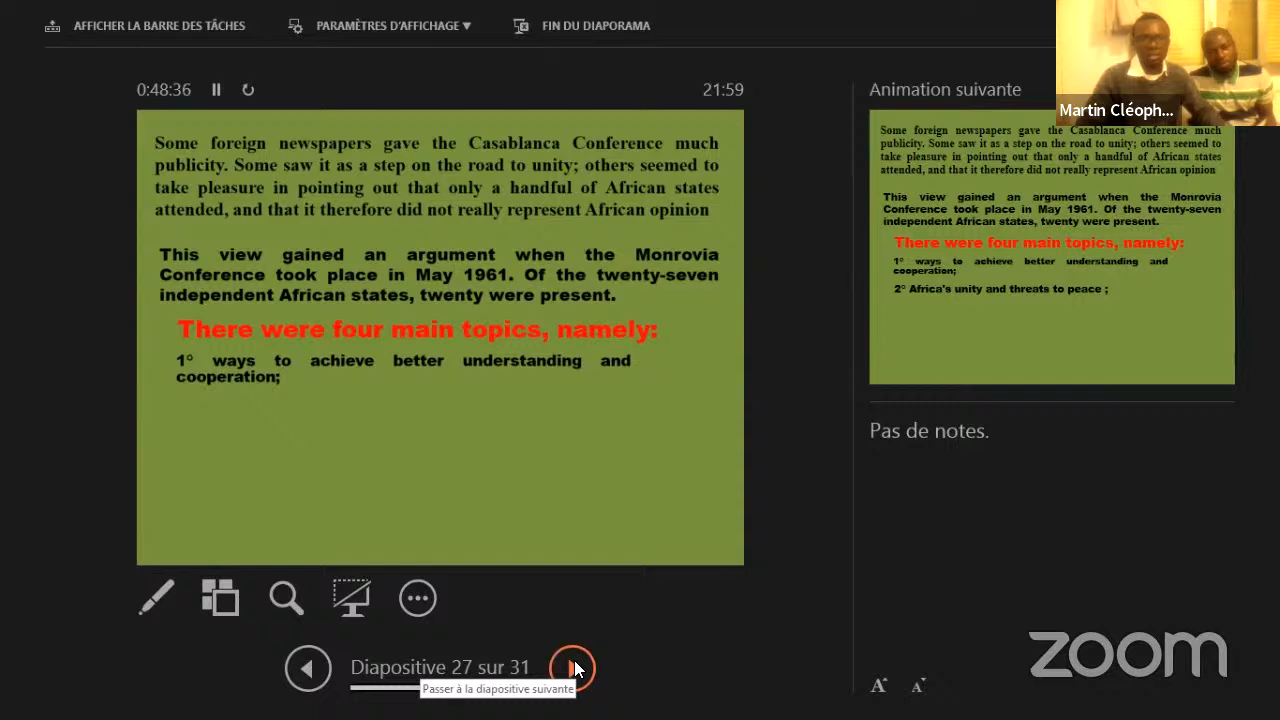 AFFICHER LA BARRE DES TÂCHES
PARAMÈTRES D'AFFICHAGE ▼
FIN DU DIAPORAMA
0:48:36
21:59
Some foreign newspapers gave the Casablanca Conference much
publicity. Some saw it as a step on the road to unity; others seemed to
take pleasure in pointing out that only a handful of African states
attended, and that it therefore did not really represent African opinion
This view gained an argument when the Monrovia
Conference took place in May 1961. Of the twenty-seven
independent African states, twenty were present.
There were four main topics, namely:
1° ways to achieve better understanding and
cooperation;
Diapositive 27 sur 31
Passer à la diapositive suivante
Animation suivante
Martin Cléoph...
Some foreign newspapers gave the Casablanca Conference much
publicity. Some saw it as a step on the road to unity; others seemed to
take pleasure in pointing out that only a handful of African states
attended, and that it therefore did not really represent African opinion
This view gained an argument when the Monrovia
Conference took place in May 1961. Of the twenty-seven
independent African states, twenty were present.
There were four main topics, namely:
1° ways to achieve better understanding and
cooperation;
2° Africa's unity and threats to peace ;
Pas de notes.
A A
zoom